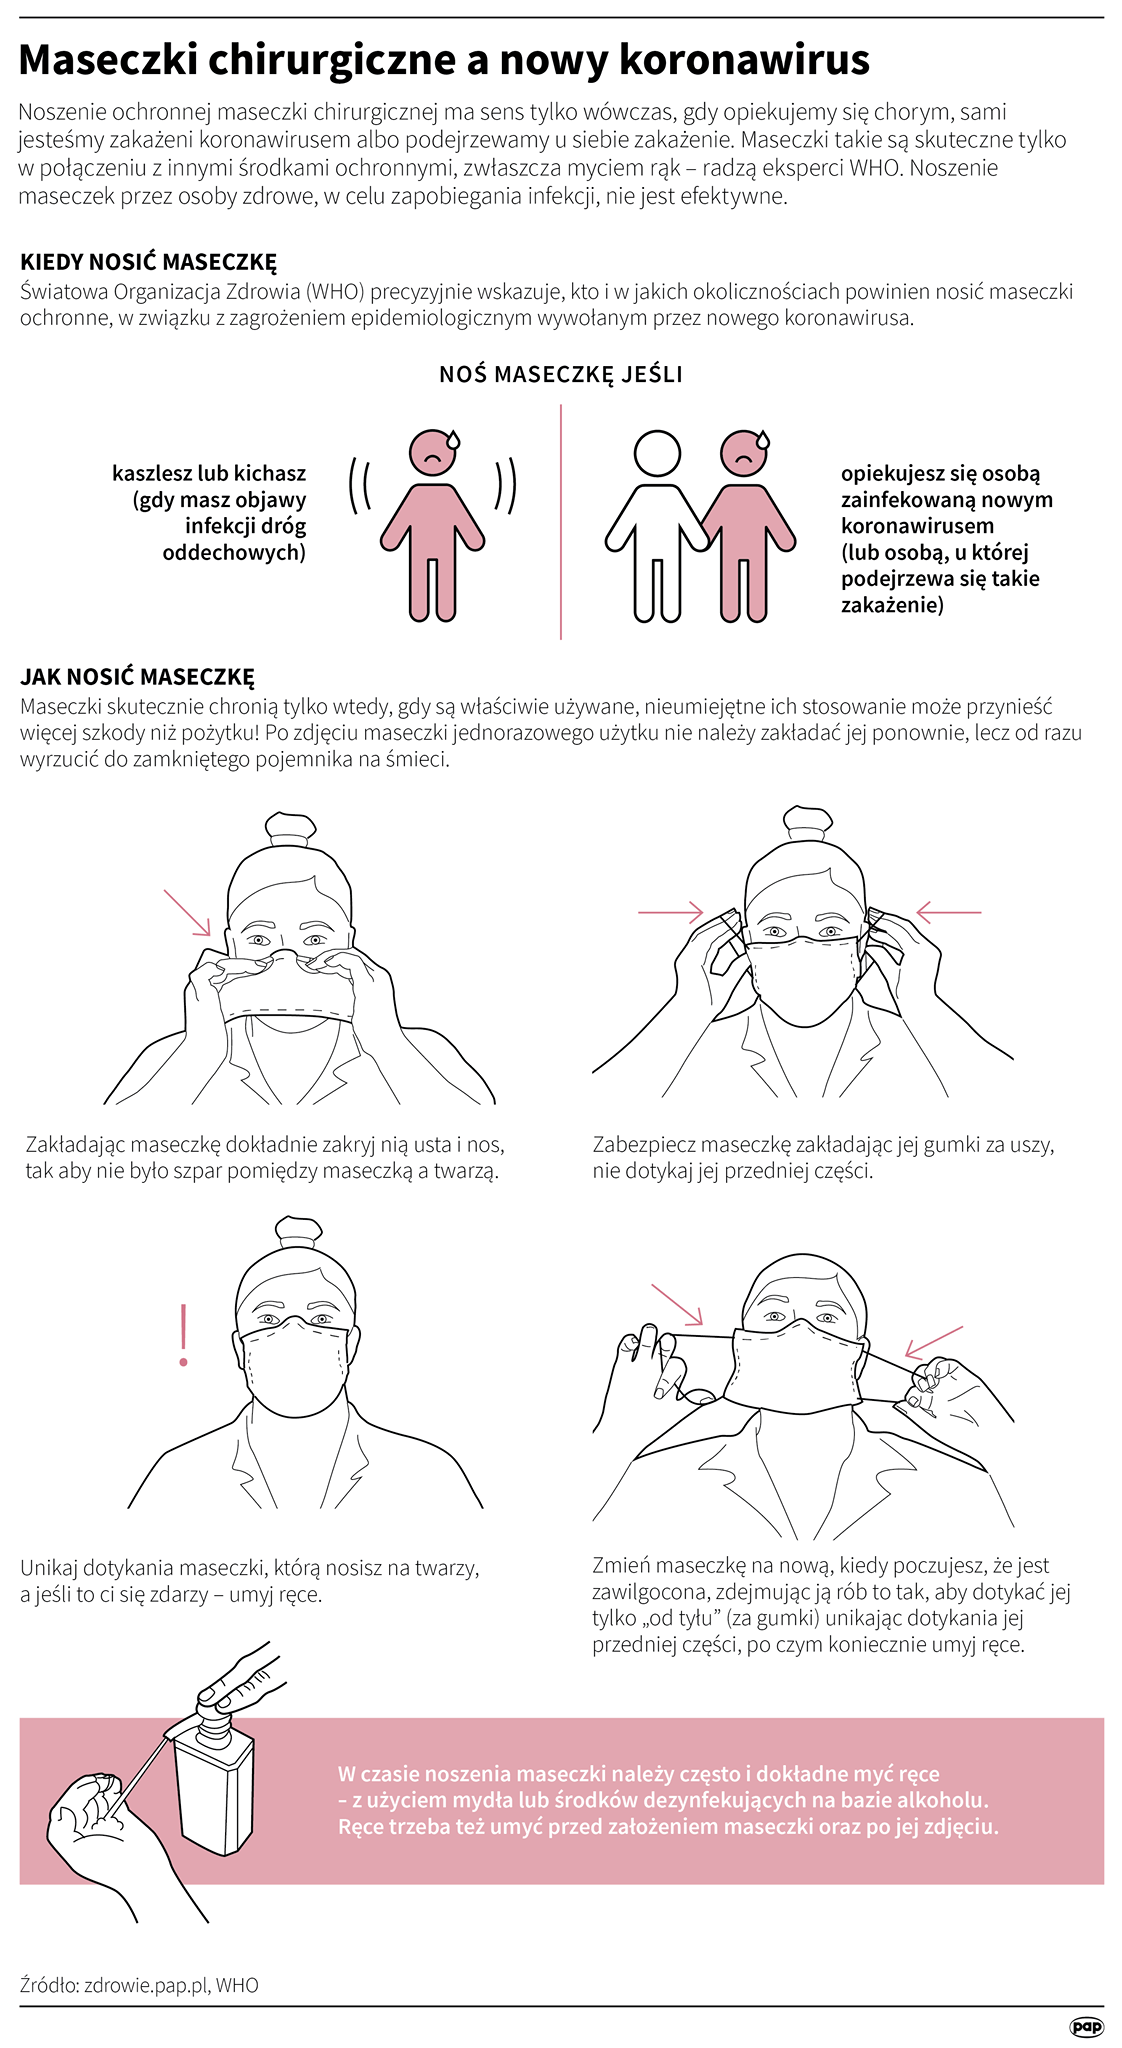 Maseczki chirurgiczne a nowy koronawirus
Noszenie ochronnej maseczki chirurgicznej ma sens tylko wówczas, gdy opiekujemy się chorym, sami
jesteśmy zakażeni koronawirusem albo podejrzewamy u siebie zakażenie. Maseczki takie są skuteczne tylko
w połączeniu z innymi środkami ochronnymi, zwłaszcza myciem rąk – radzą eksperci WHO. Noszenie
maseczek przez osoby zdrowe, w celu zapobiegania infekcji, nie jest efektywne.
KIEDY NOSIĆ MASECZKĘ
Światowa Organizacja Zdrowia (WHO) precyzyjnie wskazuje, kto i w jakich okolicznościach powinien nosić maseczki
ochronne, w związku z zagrożeniem epidemiologicznym wywołanym przez nowego koronawirusa.
NOŚ MASECZKĘ JEŚLI
kaszlesz lub kichasz
(gdy masz objawy
infekcji dróg
oddechowych)
opiekujesz się osobą
zainfekowaną nowym
koronawirusem
(lub osobą, u której
podejrzewa się takie
zakażenie)
JAK NOSIĆ MASECZKĘ
Maseczki skutecznie chronią tylko wtedy, gdy są właściwie używane, nieumiejętne ich stosowanie może przynieść
więcej szkody niż pożytku! Po zdjęciu maseczki jednorazowego użytku nie należy zakładać jej ponownie, lecz od razu
wyrzucić do zamkniętego pojemnika na śmieci.
Zakładając maseczkę dokładnie zakryj nią usta i nos,
tak aby nie było szpar pomiędzy maseczką a twarzą.
Zabezpiecz maseczkę zakładając jej gumki za uszy,
nie dotykaj jej przedniej części.
!
Unikaj dotykania maseczki, którą nosisz na twarzy,
a jeśli to ci się zdarzy – umyj ręce.
Zmień maseczkę na nową, kiedy poczujesz, że jest
zawilgocona, zdejmując ją rób to tak, aby dotykać jej
tylko „od tyłu” (za gumki) unikając dotykania jej
przedniej części, po czym koniecznie umyj ręce.
W czasie noszenia maseczki należy często i dokładne myć ręce
– z użyciem mydła lub środków dezynfekujących na bazie alkoholu.
Ręce trzeba też umyć przed założeniem maseczki oraz po jej zdjęciu.
Źródło: zdrowie.pap.pl, WHO
pap